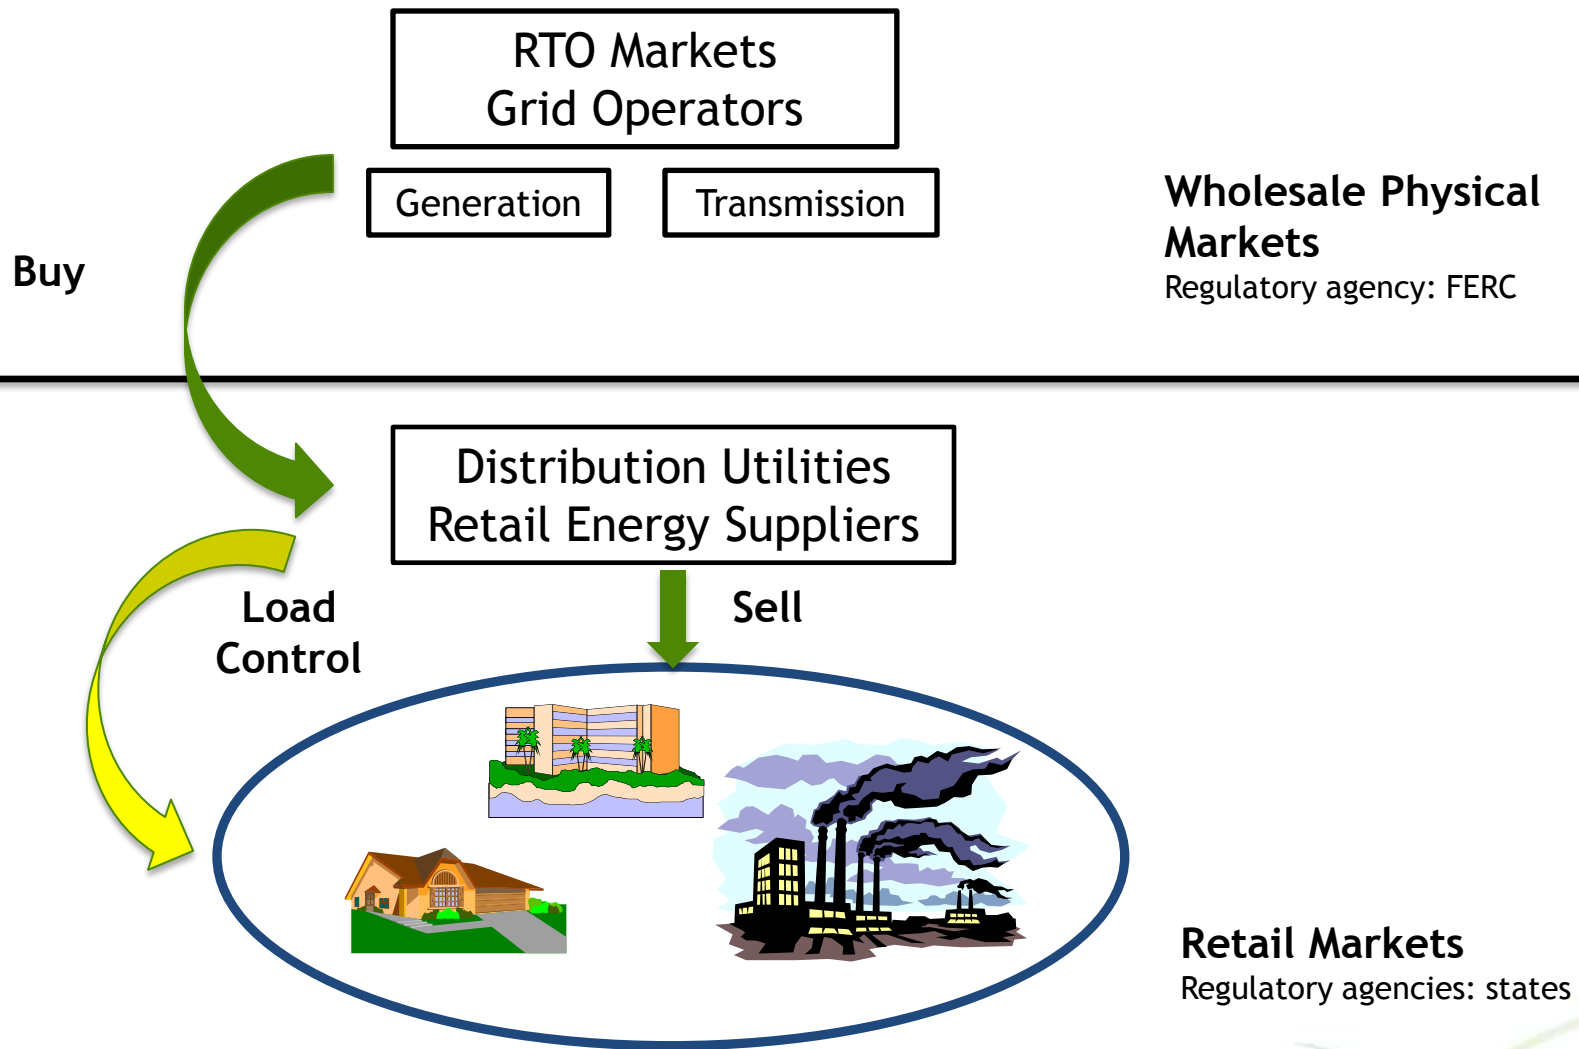 RTO Markets
Grid Operators
Generation
Transmission
Wholesale Physical
Markets
Regulatory agency: FERC
Buy
Distribution Utilities
Retail Energy Suppliers
Load
Control
Sell
Retail Markets
Regulatory agencies: states